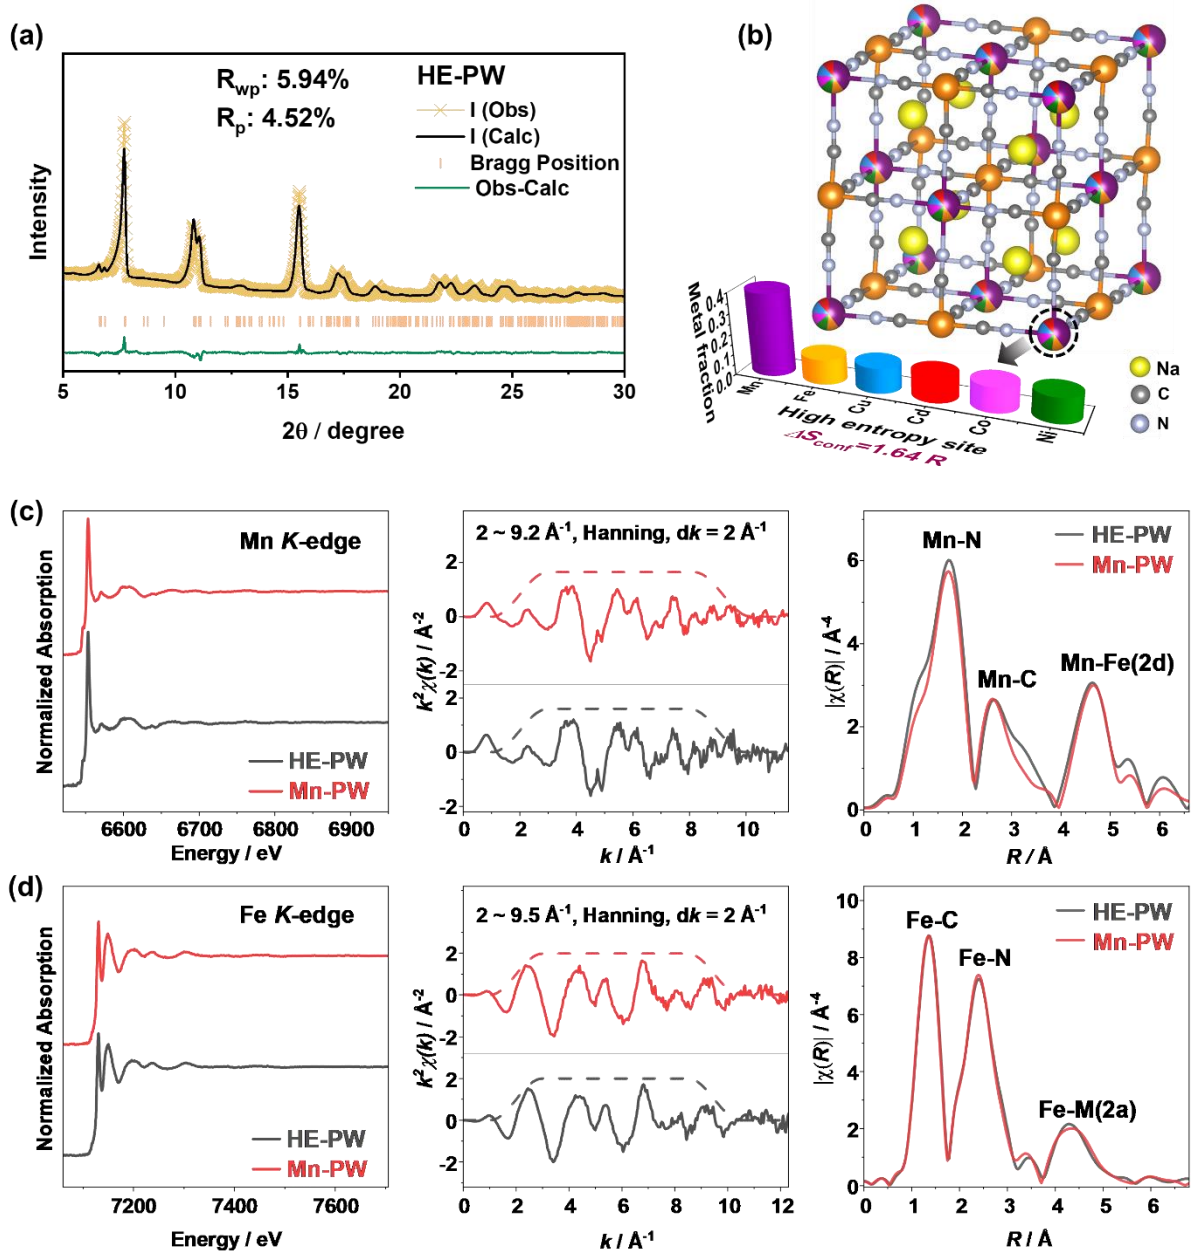 (a)
R_wp: 5.94%
R_p: 4.52%
HE-PW
I (Obs)
I (Calc)
Bragg Position
Obs-Calc
Intensity
5 10 15 20 25 30
2θ / degree
(b)
Metal fraction
0.4
0.3
0.2
0.1
0.0
Mn Fe Cu Cd Co Ni
High entropy site
ΔS_conf=1.64 R
Na
C
N
(c)
Mn K-edge
Normalized Absorption
HE-PW
Mn-PW
6600 6700 6800 6900
Energy / eV
2 ~ 9.2 Å⁻¹, Hanning, dk = 2 Å⁻¹
k²χ(k) / Å⁻²
2
0
-2
2
0
-2
0 2 4 6 8 10
k / Å⁻¹
HE-PW
Mn-PW
Mn-N
Mn-C
Mn-Fe(2d)
|χ(R)| / Å⁻⁴
6
4
2
0
0 1 2 3 4 5 6
R / Å
(d)
Fe K-edge
Normalized Absorption
HE-PW
Mn-PW
7200 7400 7600
Energy / eV
2 ~ 9.5 Å⁻¹, Hanning, dk = 2 Å⁻¹
k²χ(k) / Å⁻²
2
0
-2
2
0
-2
0 2 4 6 8 10 12
k / Å⁻¹
HE-PW
Mn-PW
Fe-C
Fe-N
Fe-M(2a)
|χ(R)| / Å⁻⁴
10
8
6
4
2
0
0 1 2 3 4 5 6
R / Å